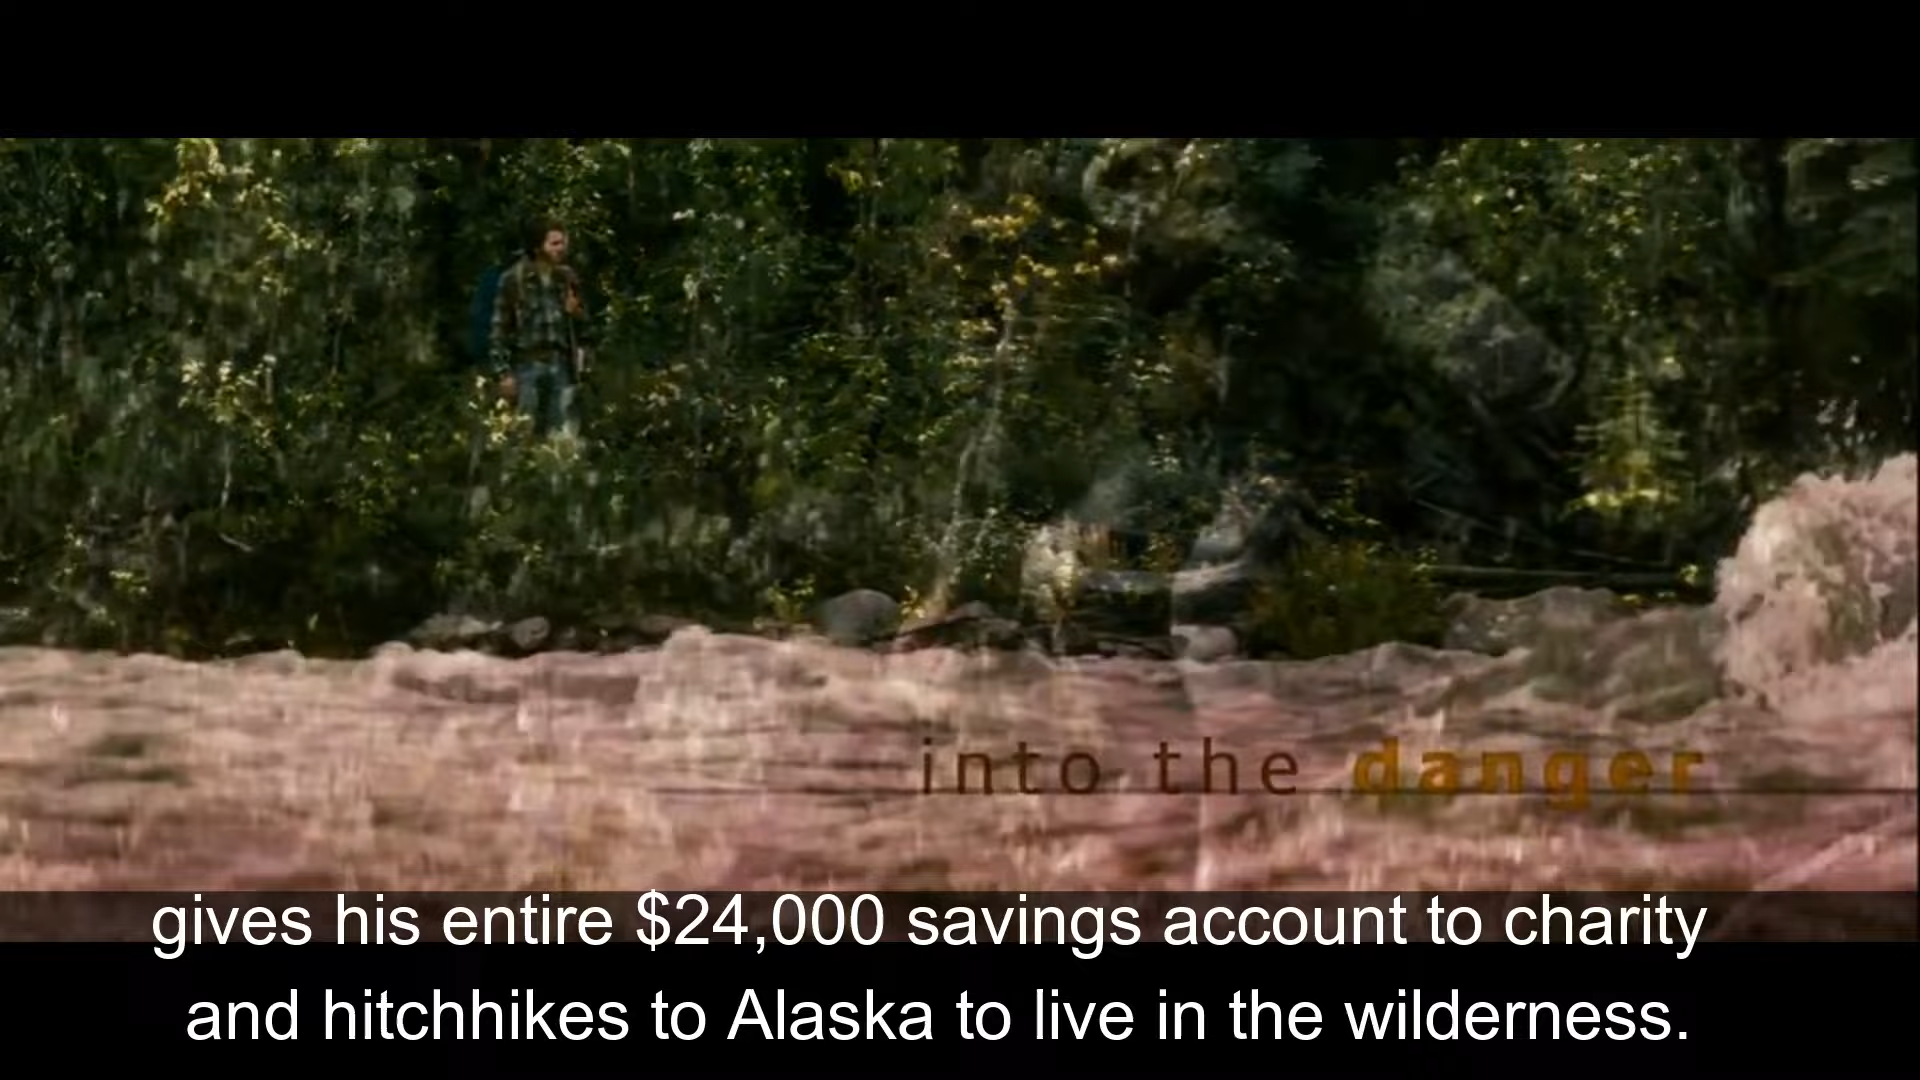 into the danger
gives his entire $24,000 savings account to charity
and hitchhikes to Alaska to live in the wilderness.